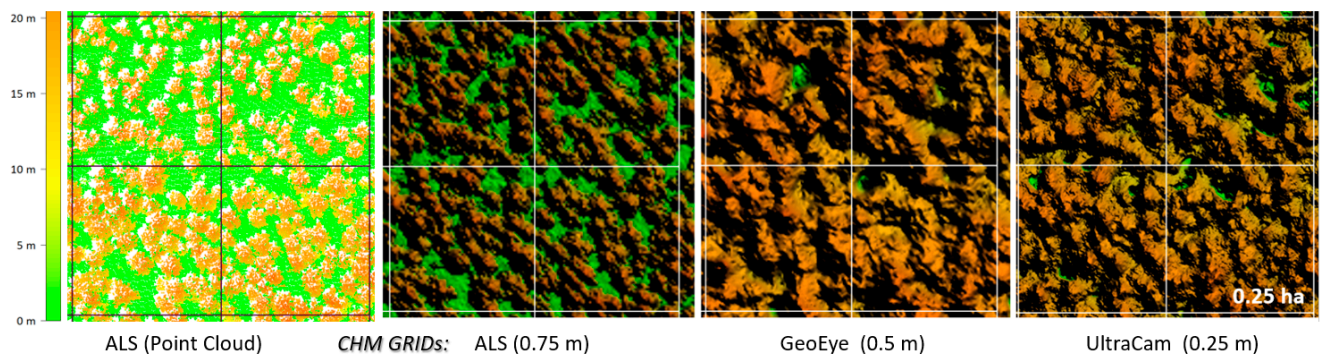 20 m
15 m
10 m
5 m
0 m
0.25 ha
ALS (Point Cloud) CHM GRIDs: ALS (0.75 m) GeoEye (0.5 m) UltraCam (0.25 m)